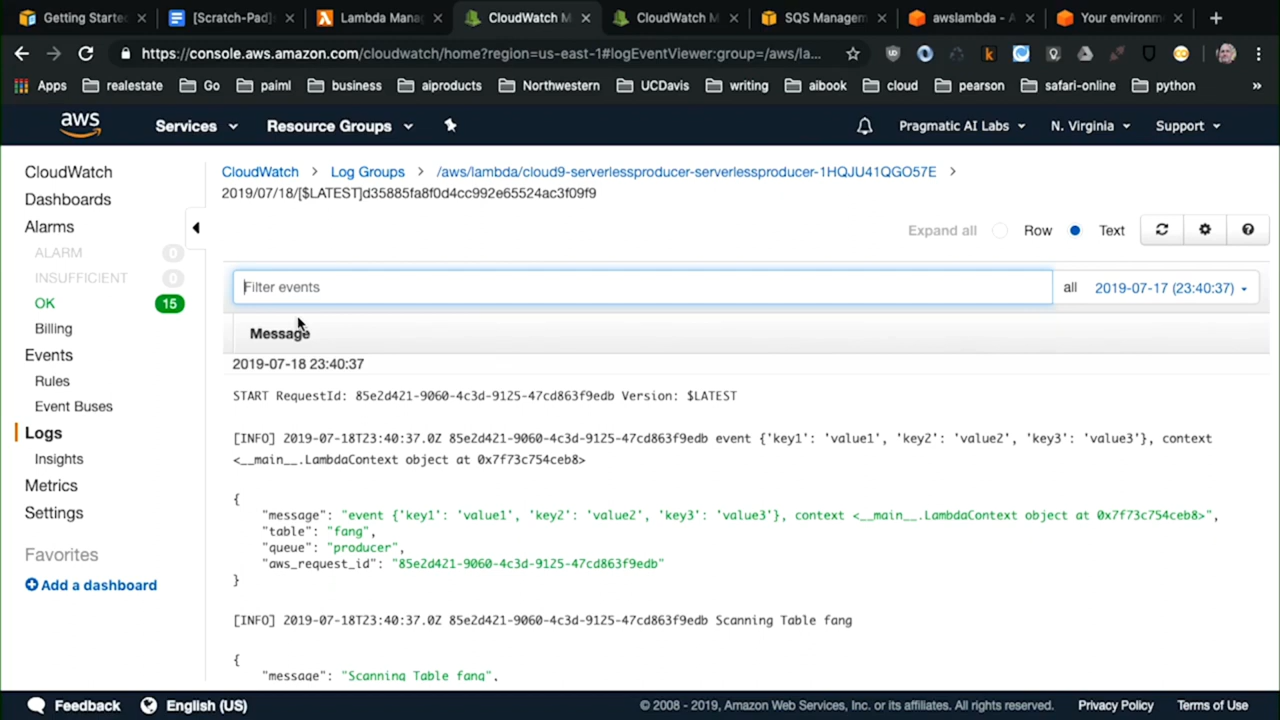 Getting Started [Scratch-Pad] Lambda Mana CloudWatch M CloudWatch M SQS Managem awslambda - A Your environm
https://console.aws.amazon.com/cloudwatch/home?region=us-east-1#logEventViewer:group=/aws/la...
Apps realestate Go paiml business aiproducts Northwestern UCDavis writing aibook cloud pearson safari-online python »
aws Services Resource Groups Pragmatic AI Labs N. Virginia Support
CloudWatch
Dashboards
Alarms
ALARM 0
INSUFFICIENT 0
OK 15
Billing
Events
Rules
Event Buses
Logs
Insights
Metrics
Settings
Favorites
Add a dashboard
CloudWatch > Log Groups > /aws/lambda/cloud9-serverlessproducer-serverlessproducer-1HQJU41QGO57E >
2019/07/18/[$LATEST]d35885fa8f0d4cc992e65524ac3f09f9
Expand all Row Text
Filter events all 2019-07-17 (23:40:37)
Message
2019-07-18 23:40:37
START RequestId: 85e2d421-9060-4c3d-9125-47cd863f9edb Version: $LATEST
[INFO] 2019-07-18T23:40:37.0Z 85e2d421-9060-4c3d-9125-47cd863f9edb event {'key1': 'value1', 'key2': 'value2', 'key3': 'value3'}, context
<__main__.LambdaContext object at 0x7f73c754ceb8>
{
"message": "event {'key1': 'value1', 'key2': 'value2', 'key3': 'value3'}, context <__main__.LambdaContext object at 0x7f73c754ceb8>",
"table": "fang",
"queue": "producer",
"aws_request_id": "85e2d421-9060-4c3d-9125-47cd863f9edb"
}
[INFO] 2019-07-18T23:40:37.0Z 85e2d421-9060-4c3d-9125-47cd863f9edb Scanning Table fang
{
"message": "Scanning Table fang",
Feedback English (US) © 2008 - 2019, Amazon Web Services, Inc. or its affiliates. All rights reserved. Privacy Policy Terms of Use